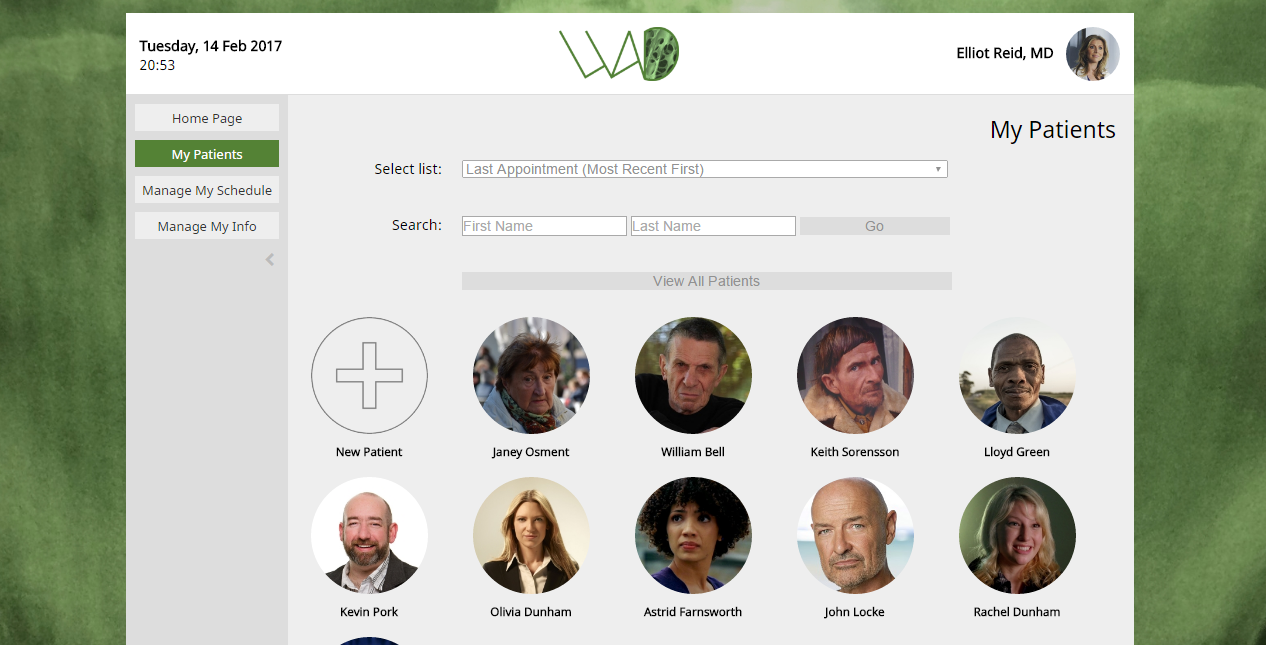 Tuesday, 14 Feb 2017
20:53
WAD
Elliot Reid, MD
Home Page
My Patients
Manage My Schedule
Manage My Info
My Patients
Select list:
Last Appointment (Most Recent First)
Search:
First Name
Last Name
Go
View All Patients
New Patient
Janey Osment
William Bell
Keith Sorensson
Lloyd Green
Kevin Pork
Olivia Dunham
Astrid Farnsworth
John Locke
Rachel Dunham